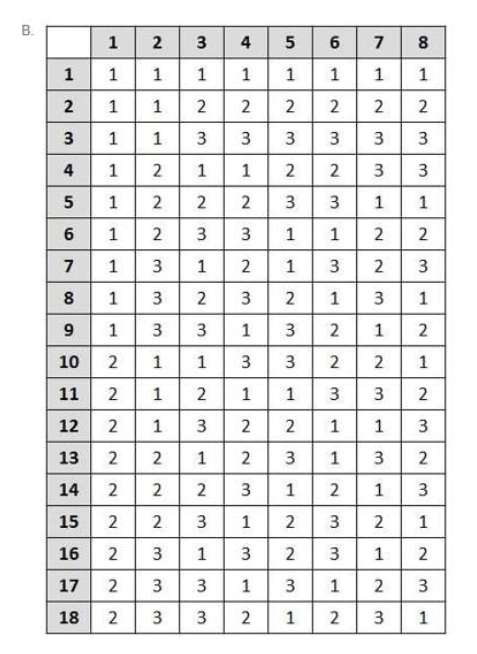 B.
1 2 3 4 5 6 7 8
1 1 1 1 1 1 1 1 1
2 1 1 2 2 2 2 2 2
3 1 1 3 3 3 3 3 3
4 1 2 1 1 2 2 3 3
5 1 2 2 2 3 3 1 1
6 1 2 3 3 1 1 2 2
7 1 3 1 2 1 3 2 3
8 1 3 2 3 2 1 3 1
9 1 3 3 1 3 2 1 2
10 2 1 1 3 3 2 2 1
11 2 1 2 1 1 3 3 2
12 2 1 3 2 2 1 1 3
13 2 2 1 2 3 1 3 2
14 2 2 2 3 1 2 1 3
15 2 2 3 1 2 3 2 1
16 2 3 1 3 2 3 1 2
17 2 3 3 1 3 1 2 3
18 2 3 3 2 1 2 3 1